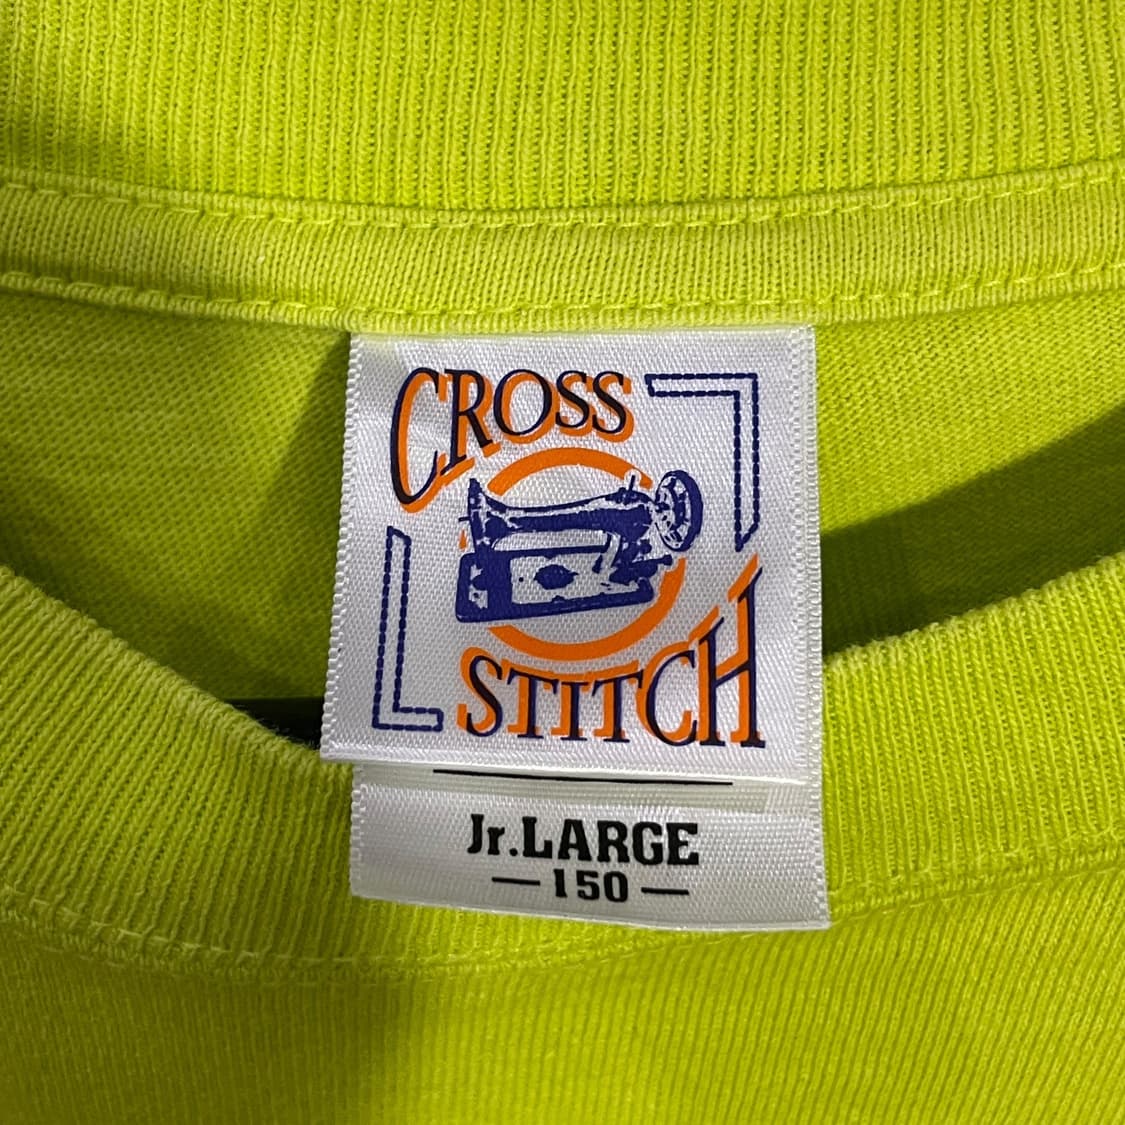 CROSS
STITCH
Jr.LARGE
— 150 —